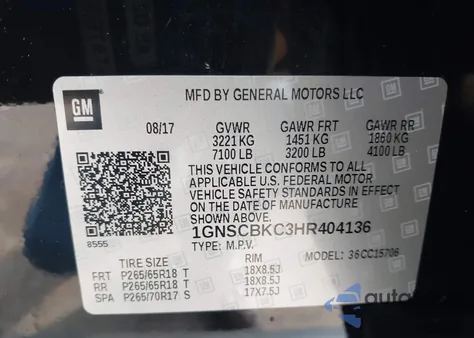 GM
MFD BY GENERAL MOTORS LLC
08/17 GVWR GAWR FRT GAWR RR
3221 KG 1451 KG 1860 KG
7100 LB 3200 LB 4100 LB
THIS VEHICLE CONFORMS TO ALL
APPLICABLE U.S. FEDERAL MOTOR
VEHICLE SAFETY STANDARDS IN EFFECT
ON THE DATE OF MANUFACTURE
SHOWN ABOVE.
1GNSCBKC3HR404136
8555 TYPE: M.P.V. MODEL: 36CC15706
TIRE SIZE RIM
FRT P265/65R18 T 18X8.5J
RR P265/65R18 T 18X8.5J
SPA P265/70R17 S 17X7.5J